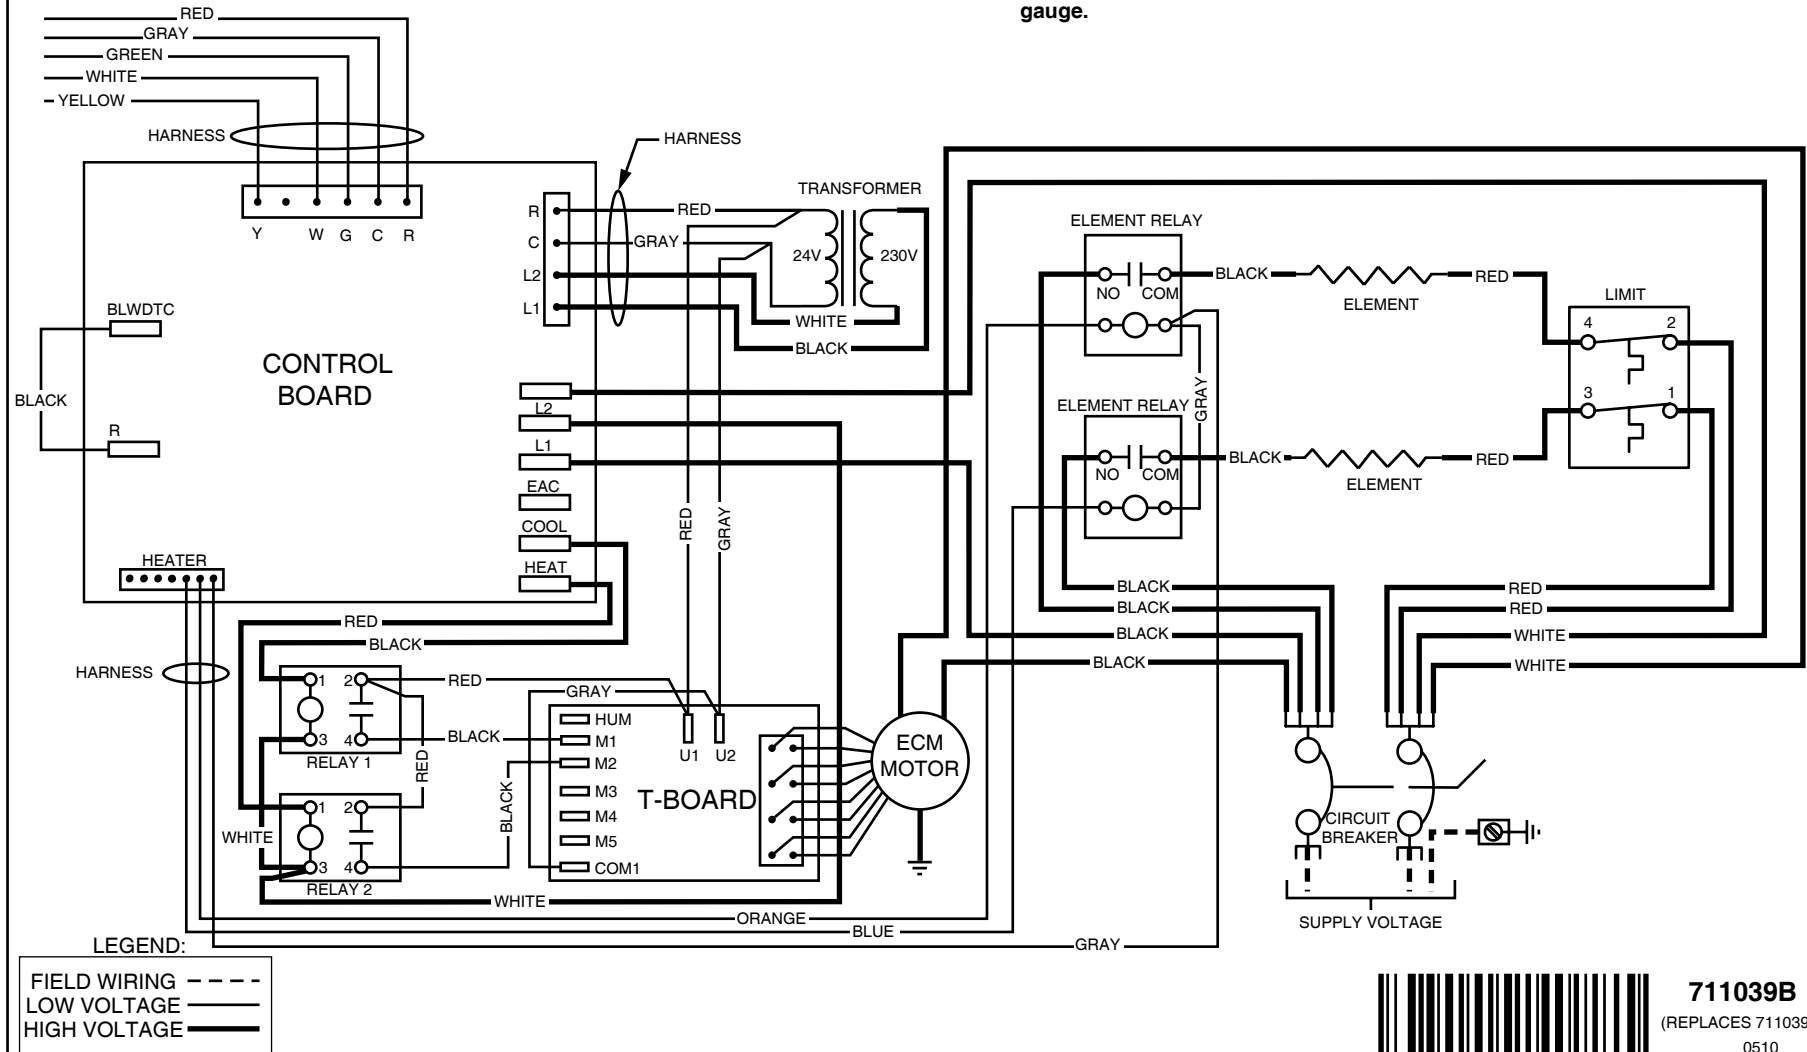 gauge.
RED
GRAY
GREEN
WHITE
YELLOW
HARNESS
HARNESS
Y W G C R
R
C
L2
L1
RED
GRAY
WHITE
BLACK
TRANSFORMER
24V 230V
BLWDTC
BLACK
R
CONTROL
BOARD
L2
L1
EAC
COOL
HEAT
HEATER
ELEMENT RELAY
NO COM
BLACK
ELEMENT
RED
GRAY
ELEMENT RELAY
NO COM
BLACK
ELEMENT
RED
LIMIT
4 2
3 1
RED
GRAY
RED
BLACK
HARNESS
BLACK
BLACK
BLACK
BLACK
RED
RED
WHITE
WHITE
1 2
3 4
RELAY 1
RED
BLACK
RED
1 2
3 4
RELAY 2
WHITE
BLACK
GRAY
HUM
M1
M2
M3
M4
M5
COM1
U1 U2
T-BOARD
ECM
MOTOR
WHITE
ORANGE
BLUE
GRAY
CIRCUIT
BREAKER
SUPPLY VOLTAGE
LEGEND:
FIELD WIRING
LOW VOLTAGE
HIGH VOLTAGE
711039B
(REPLACES 711039
0510